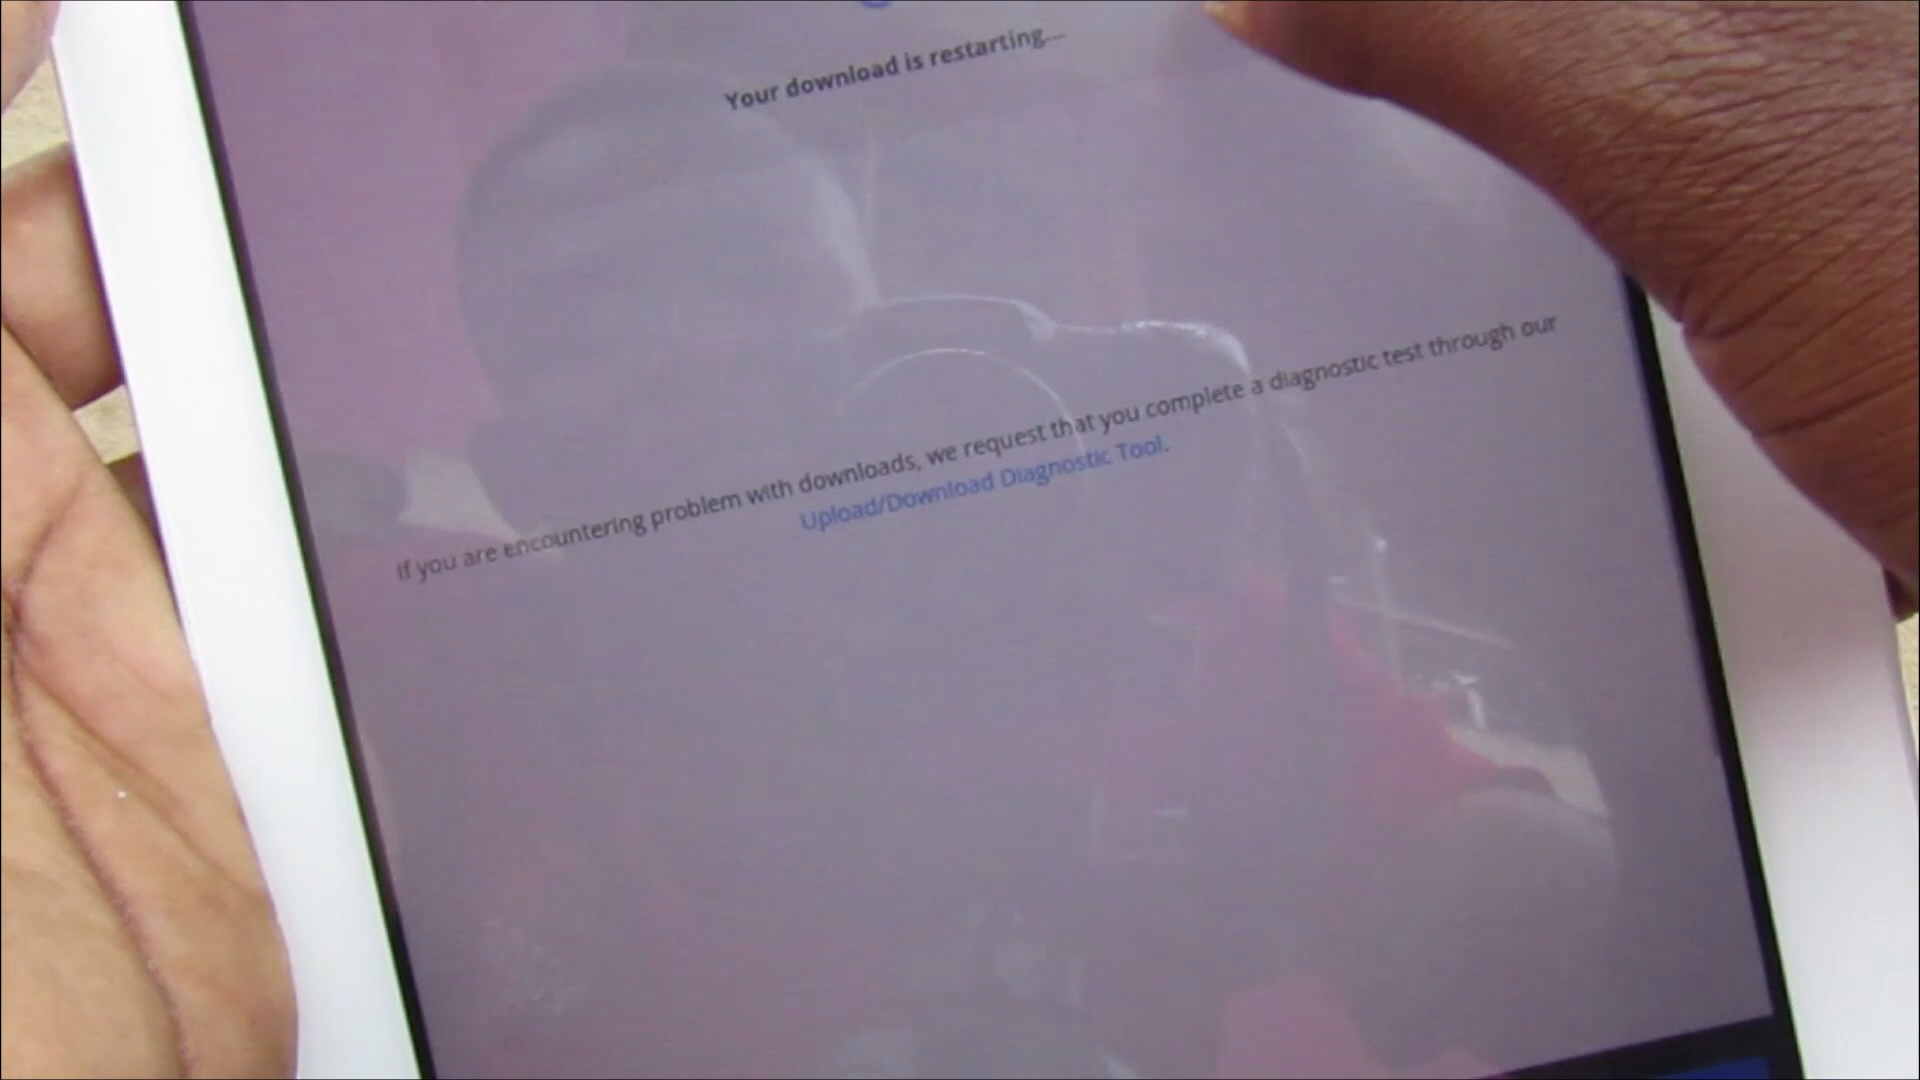 Your download is restarting...
If you are encountering problem with downloads, we request that you complete a diagnostic test through our
Upload/Download Diagnostic Tool.